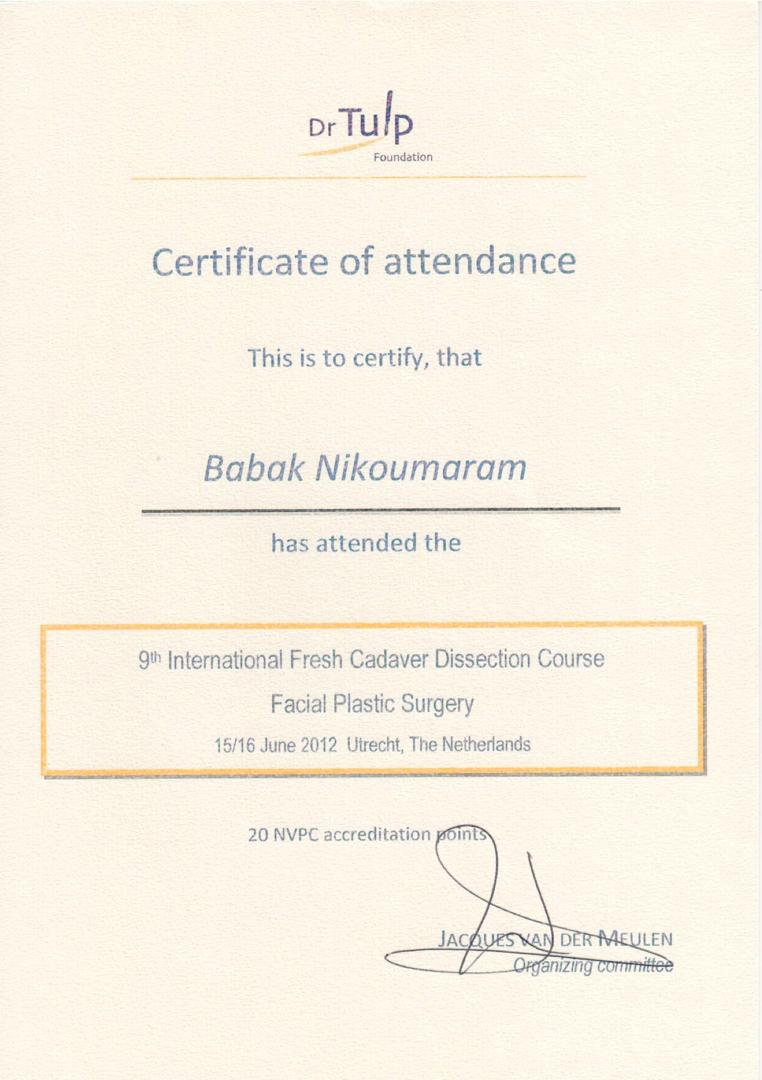 Dr Tulp
Foundation
Certificate of attendance
This is to certify, that
Babak Nikoumaram
has attended the
9th International Fresh Cadaver Dissection Course
Facial Plastic Surgery
15/16 June 2012 Utrecht, The Netherlands
20 NVPC accreditation points
JACQUES VAN DER MEULEN
Organizing committee